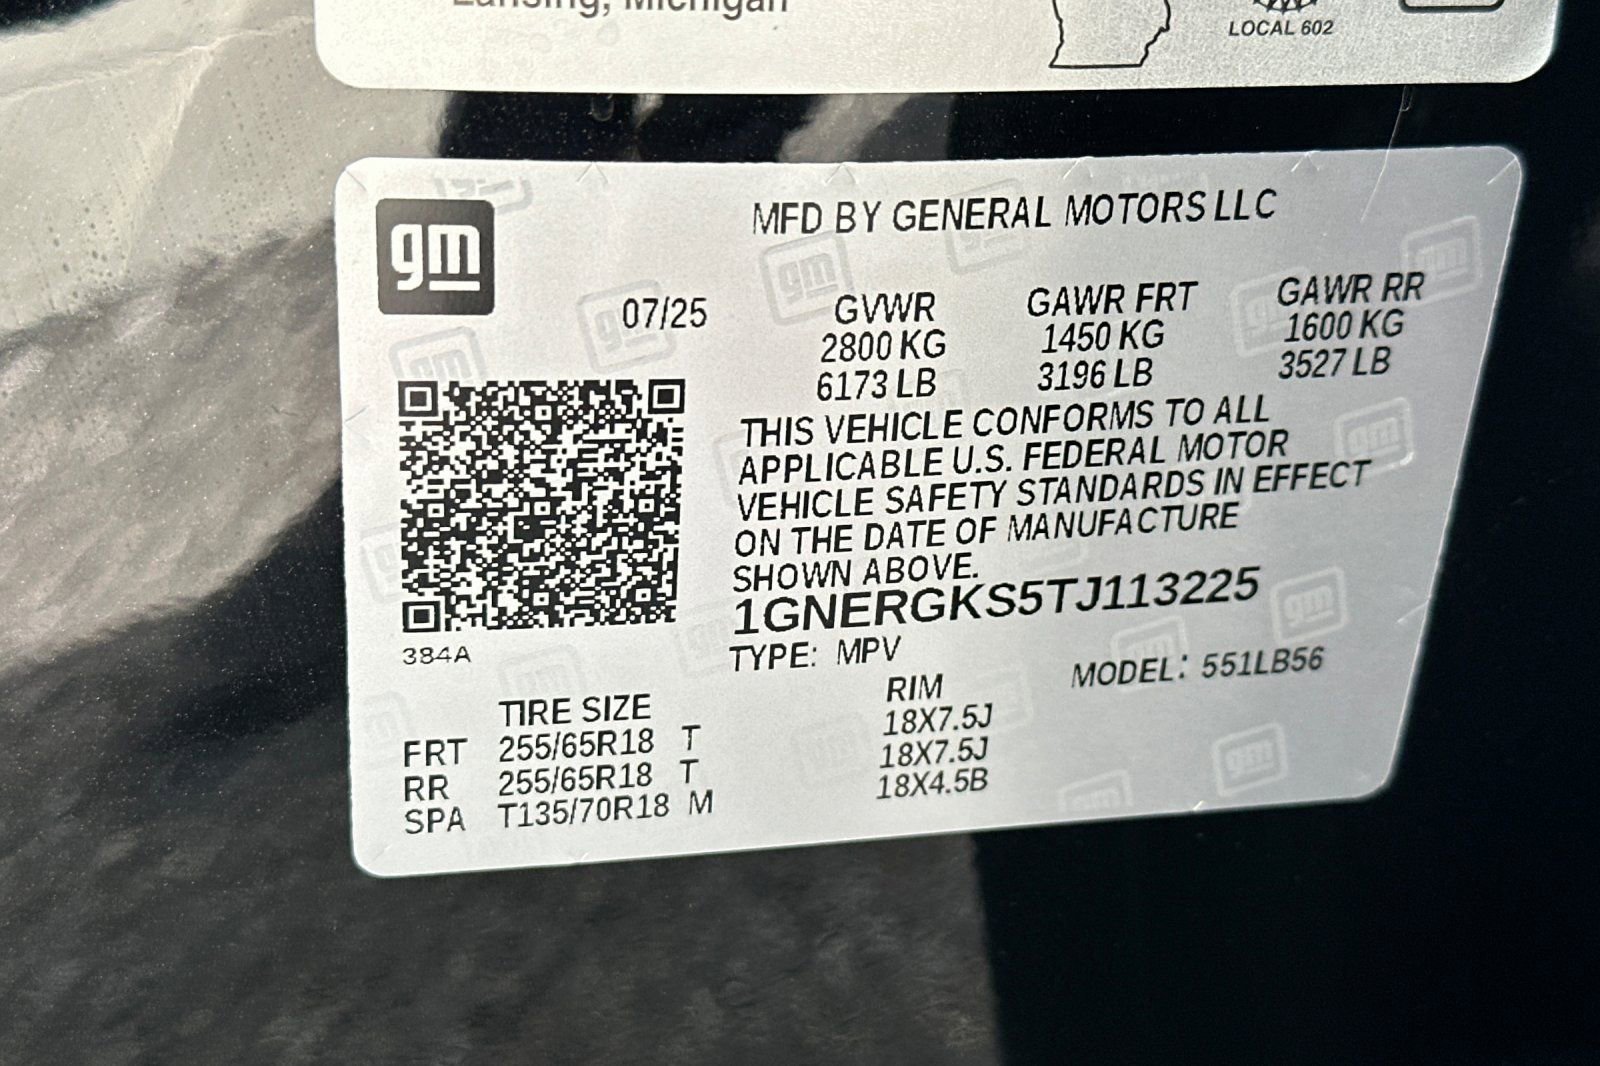 Lansing, Michigan
LOCAL 602
gm
MFD BY GENERAL MOTORS LLC
07/25
GVWR GAWR FRT GAWR RR
2800 KG 1450 KG 1600 KG
6173 LB 3196 LB 3527 LB
THIS VEHICLE CONFORMS TO ALL
APPLICABLE U.S. FEDERAL MOTOR
VEHICLE SAFETY STANDARDS IN EFFECT
ON THE DATE OF MANUFACTURE
SHOWN ABOVE.
1GNERGKS5TJ113225
384A
TYPE: MPV MODEL: 551LB56
TIRE SIZE RIM
FRT 255/65R18 T 18X7.5J
RR 255/65R18 T 18X7.5J
SPA T135/70R18 M 18X4.5B